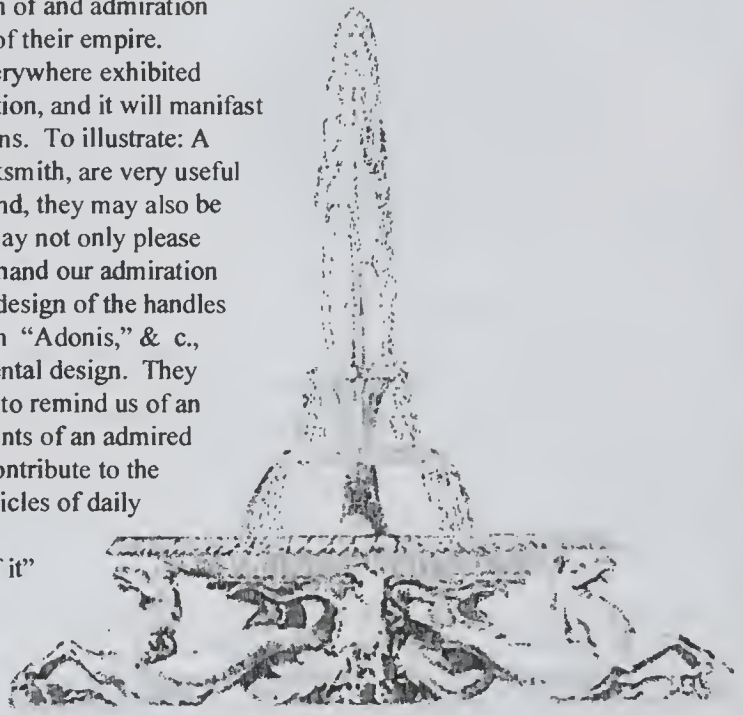 n of and admiration
of their empire.
erywhere exhibited
tion, and it will manifast
ns. To illustrate: A
ksmith, are very useful
nd, they may also be
ay not only please
nand our admiration
design of the handles
n “Adonis,” & c.,
ental design. They
to remind us of an
nts of an admired
ontribute to the
icles of daily
f it”